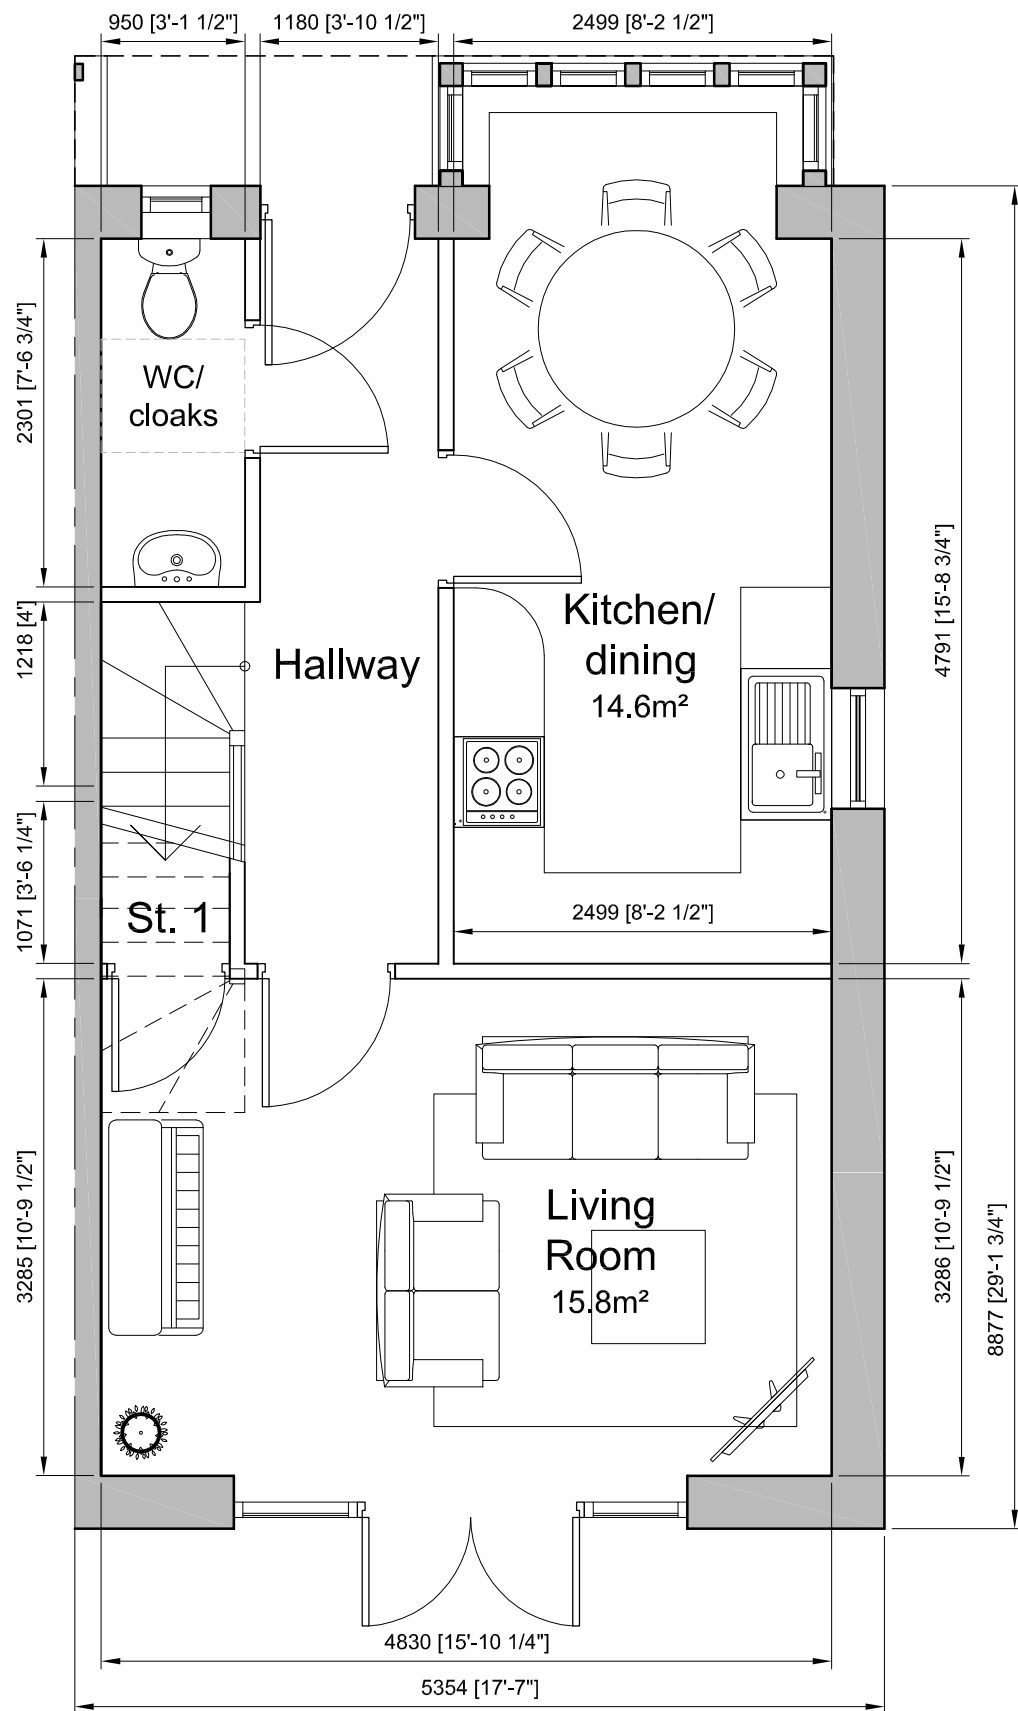 950 [3'-1 1/2"]
1180 [3'-10 1/2"]
2499 [8'-2 1/2"]
2301 [7'-6 3/4"]
WC/
cloaks
1218 [4']
Hallway
Kitchen/
dining
14.6m²
4791 [15'-8 3/4"]
1071 [3'-6 1/4"]
St. 1
2499 [8'-2 1/2"]
3285 [10'-9 1/2"]
Living
Room
15.8m²
3286 [10'-9 1/2"]
8877 [29'-1 3/4"]
4830 [15'-10 1/4"]
5354 [17'-7"]